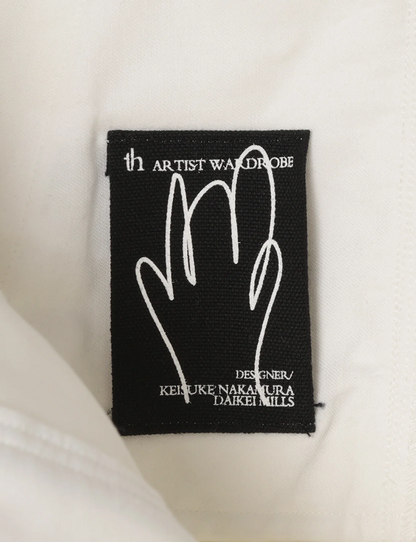 th ARTIST WARDROBE
DESIGNER/
KEISUKE NAKAMURA
DAIKEI MILLS